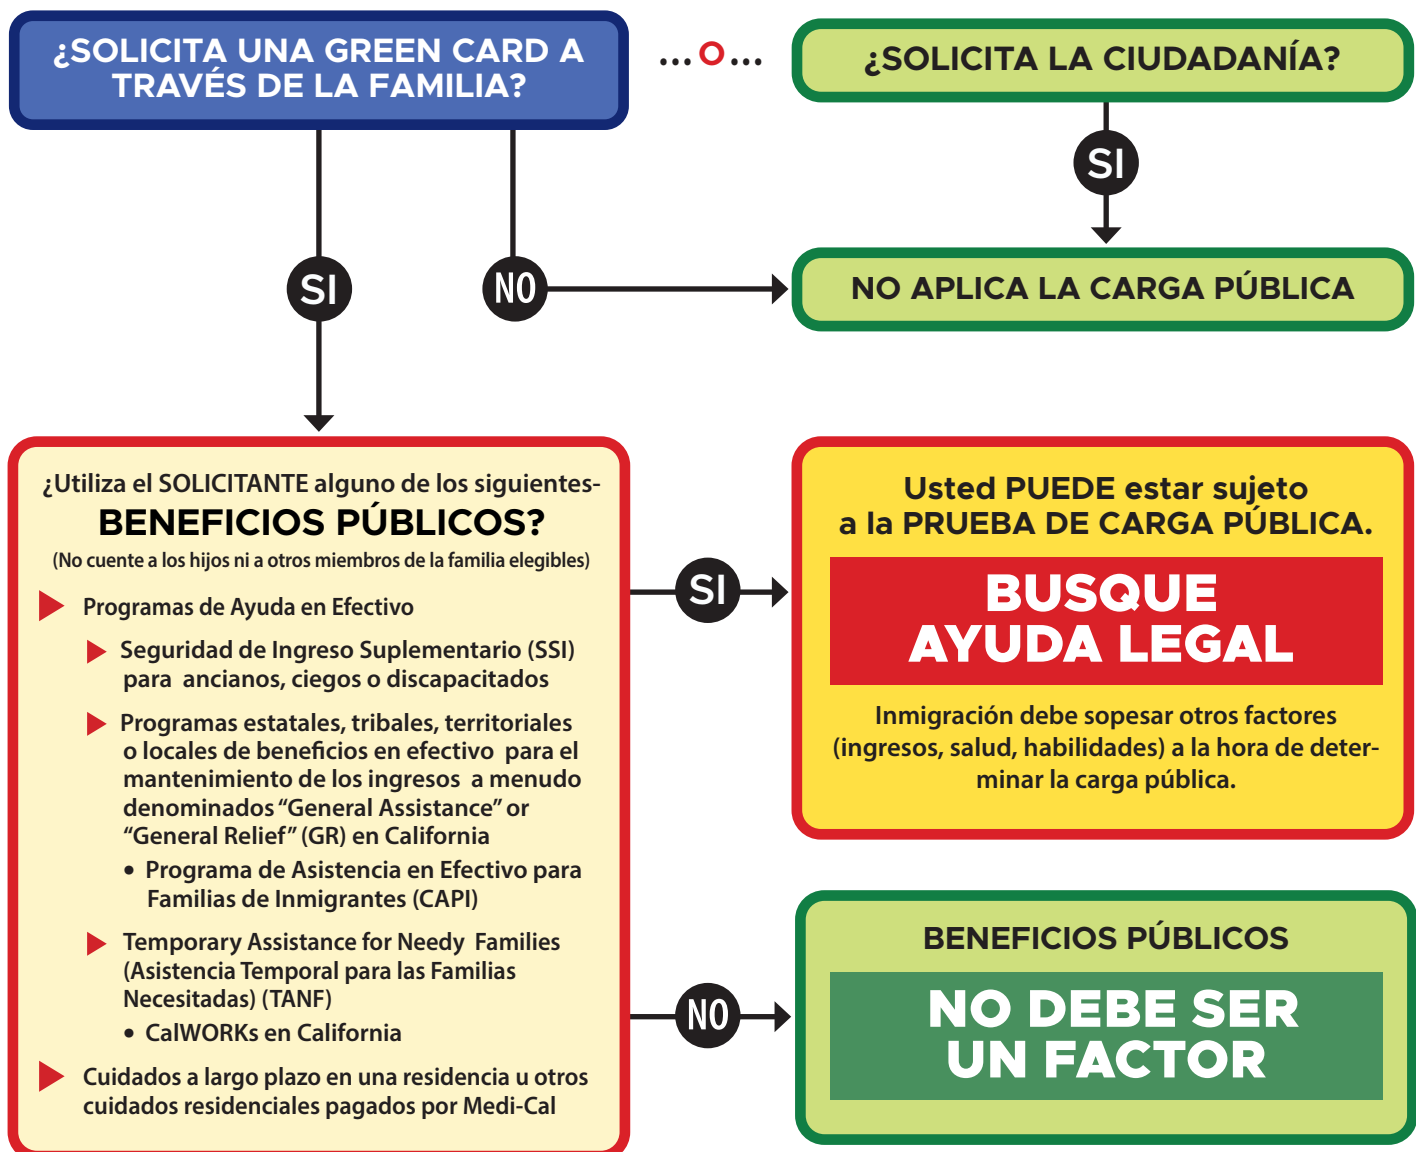 ¿SOLICITA UNA GREEN CARD A
TRAVÉS DE LA FAMILIA?
...O...
¿SOLICITA LA CIUDADANÍA?
SI
SI
NO
NO APLICA LA CARGA PÚBLICA
¿Utiliza el SOLICITANTE alguno de los siguientes-
BENEFICIOS PÚBLICOS?
(No cuente a los hijos ni a otros miembros de la familia elegibles)
Programas de Ayuda en Efectivo
Seguridad de Ingreso Suplementario (SSI)
para ancianos, ciegos o discapacitados
Programas estatales, tribales, territoriales
o locales de beneficios en efectivo para el
mantenimiento de los ingresos a menudo
denominados “General Assistance” or
“General Relief” (GR) en California
• Programa de Asistencia en Efectivo para
Familias de Inmigrantes (CAPI)
Temporary Assistance for Needy Families
(Asistencia Temporal para las Familias
Necesitadas) (TANF)
• CalWORKs en California
Cuidados a largo plazo en una residencia u otros
cuidados residenciales pagados por Medi-Cal
SI
Usted PUEDE estar sujeto
a la PRUEBA DE CARGA PÚBLICA.
BUSQUE
AYUDA LEGAL
Inmigración debe sopesar otros factores
(ingresos, salud, habilidades) a la hora de deter-
minar la carga pública.
NO
BENEFICIOS PÚBLICOS
NO DEBE SER
UN FACTOR